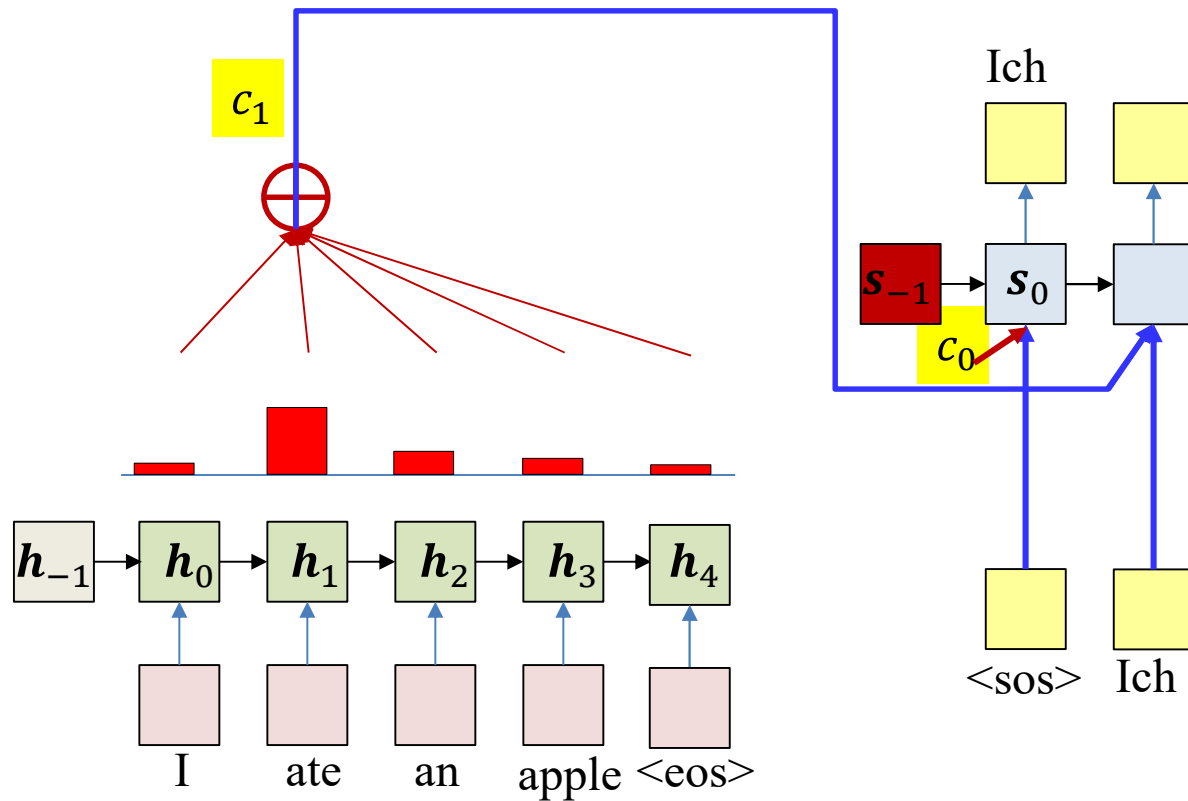 Ich
c₁
s₋₁ s₀
c₀
h₋₁ h₀ h₁ h₂ h₃ h₄
<sos> Ich
I ate an apple <eos>